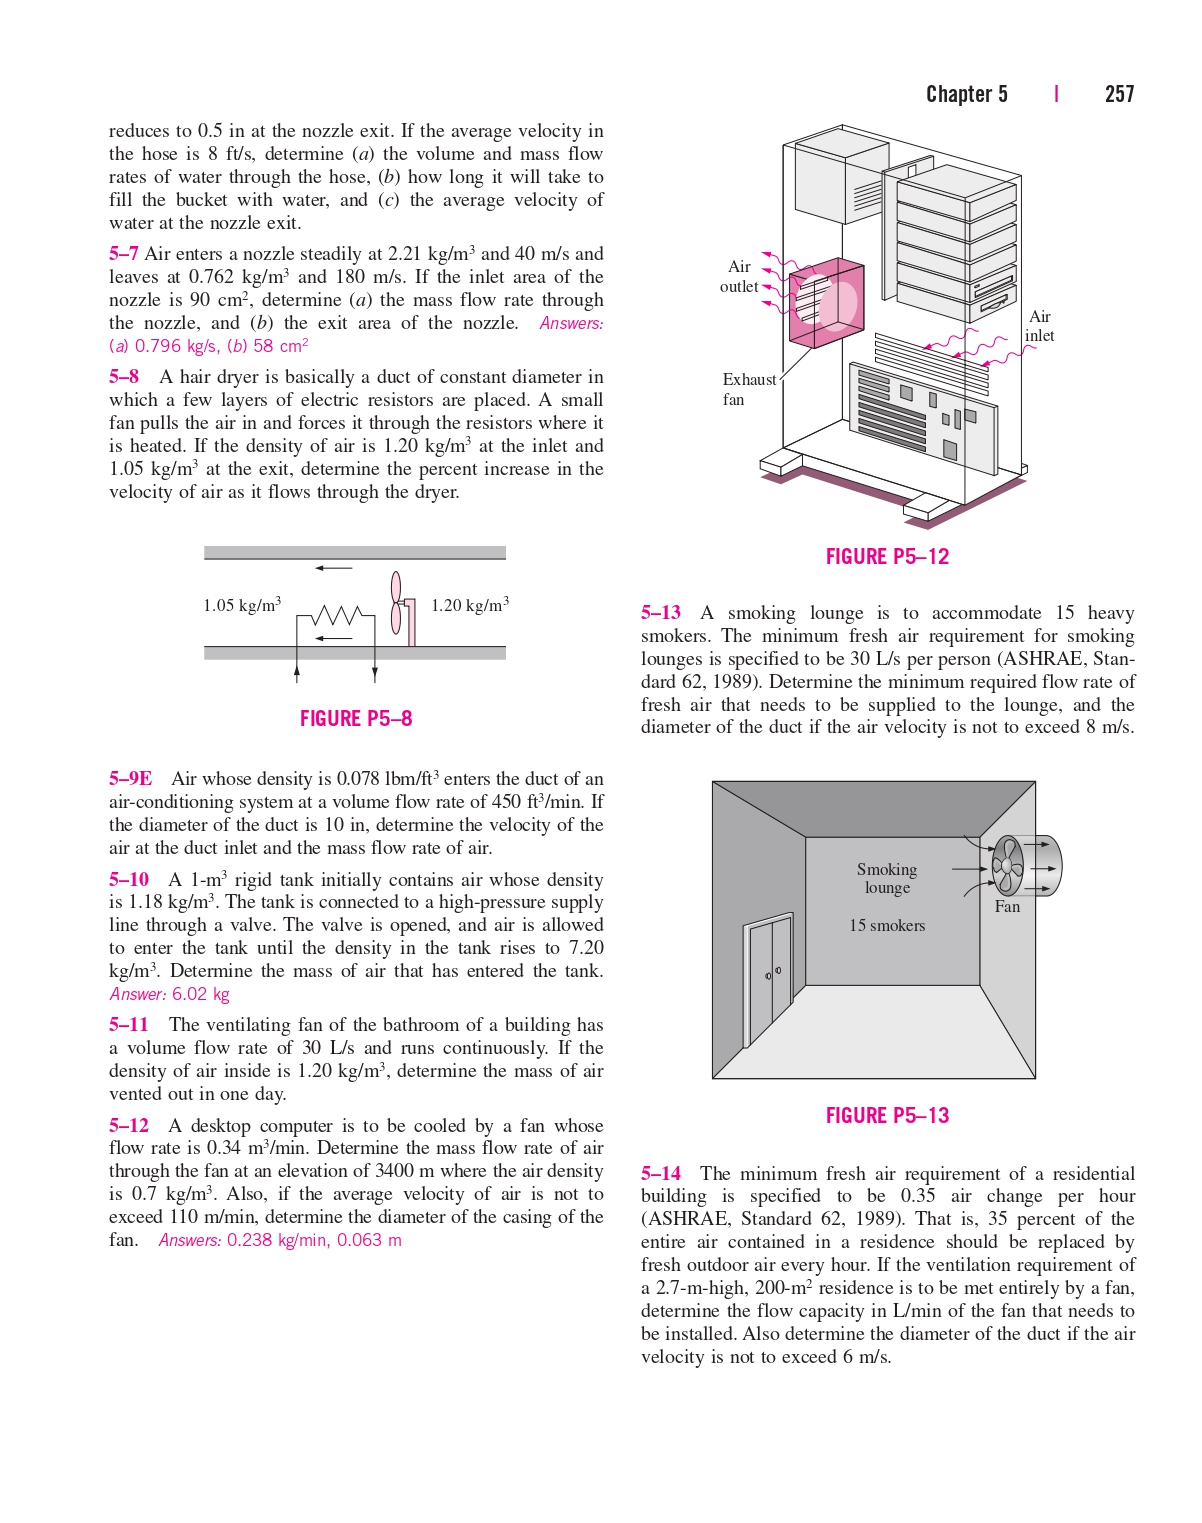 Chapter 5 | 257
reduces to 0.5 in at the nozzle exit. If the average velocity in
the hose is 8 ft/s, determine (a) the volume and mass flow
rates of water through the hose, (b) how long it will take to
fill the bucket with water, and (c) the average velocity of
water at the nozzle exit.
5–7 Air enters a nozzle steadily at 2.21 kg/m³ and 40 m/s and
leaves at 0.762 kg/m³ and 180 m/s. If the inlet area of the
nozzle is 90 cm², determine (a) the mass flow rate through
the nozzle, and (b) the exit area of the nozzle. Answers:
(a) 0.796 kg/s, (b) 58 cm²
5–8 A hair dryer is basically a duct of constant diameter in
which a few layers of electric resistors are placed. A small
fan pulls the air in and forces it through the resistors where it
is heated. If the density of air is 1.20 kg/m³ at the inlet and
1.05 kg/m³ at the exit, determine the percent increase in the
velocity of air as it flows through the dryer.
1.05 kg/m³ 1.20 kg/m³
FIGURE P5–8
5–9E Air whose density is 0.078 lbm/ft³ enters the duct of an
air-conditioning system at a volume flow rate of 450 ft³/min. If
the diameter of the duct is 10 in, determine the velocity of the
air at the duct inlet and the mass flow rate of air.
5–10 A 1-m³ rigid tank initially contains air whose density
is 1.18 kg/m³. The tank is connected to a high-pressure supply
line through a valve. The valve is opened, and air is allowed
to enter the tank until the density in the tank rises to 7.20
kg/m³. Determine the mass of air that has entered the tank.
Answer: 6.02 kg
5–11 The ventilating fan of the bathroom of a building has
a volume flow rate of 30 L/s and runs continuously. If the
density of air inside is 1.20 kg/m³, determine the mass of air
vented out in one day.
5–12 A desktop computer is to be cooled by a fan whose
flow rate is 0.34 m³/min. Determine the mass flow rate of air
through the fan at an elevation of 3400 m where the air density
is 0.7 kg/m³. Also, if the average velocity of air is not to
exceed 110 m/min, determine the diameter of the casing of the
fan. Answers: 0.238 kg/min, 0.063 m
Air
outlet
Air
inlet
Exhaust
fan
FIGURE P5–12
5–13 A smoking lounge is to accommodate 15 heavy
smokers. The minimum fresh air requirement for smoking
lounges is specified to be 30 L/s per person (ASHRAE, Stan-
dard 62, 1989). Determine the minimum required flow rate of
fresh air that needs to be supplied to the lounge, and the
diameter of the duct if the air velocity is not to exceed 8 m/s.
Smoking
lounge
Fan
15 smokers
FIGURE P5–13
5–14 The minimum fresh air requirement of a residential
building is specified to be 0.35 air change per hour
(ASHRAE, Standard 62, 1989). That is, 35 percent of the
entire air contained in a residence should be replaced by
fresh outdoor air every hour. If the ventilation requirement of
a 2.7-m-high, 200-m² residence is to be met entirely by a fan,
determine the flow capacity in L/min of the fan that needs to
be installed. Also determine the diameter of the duct if the air
velocity is not to exceed 6 m/s.